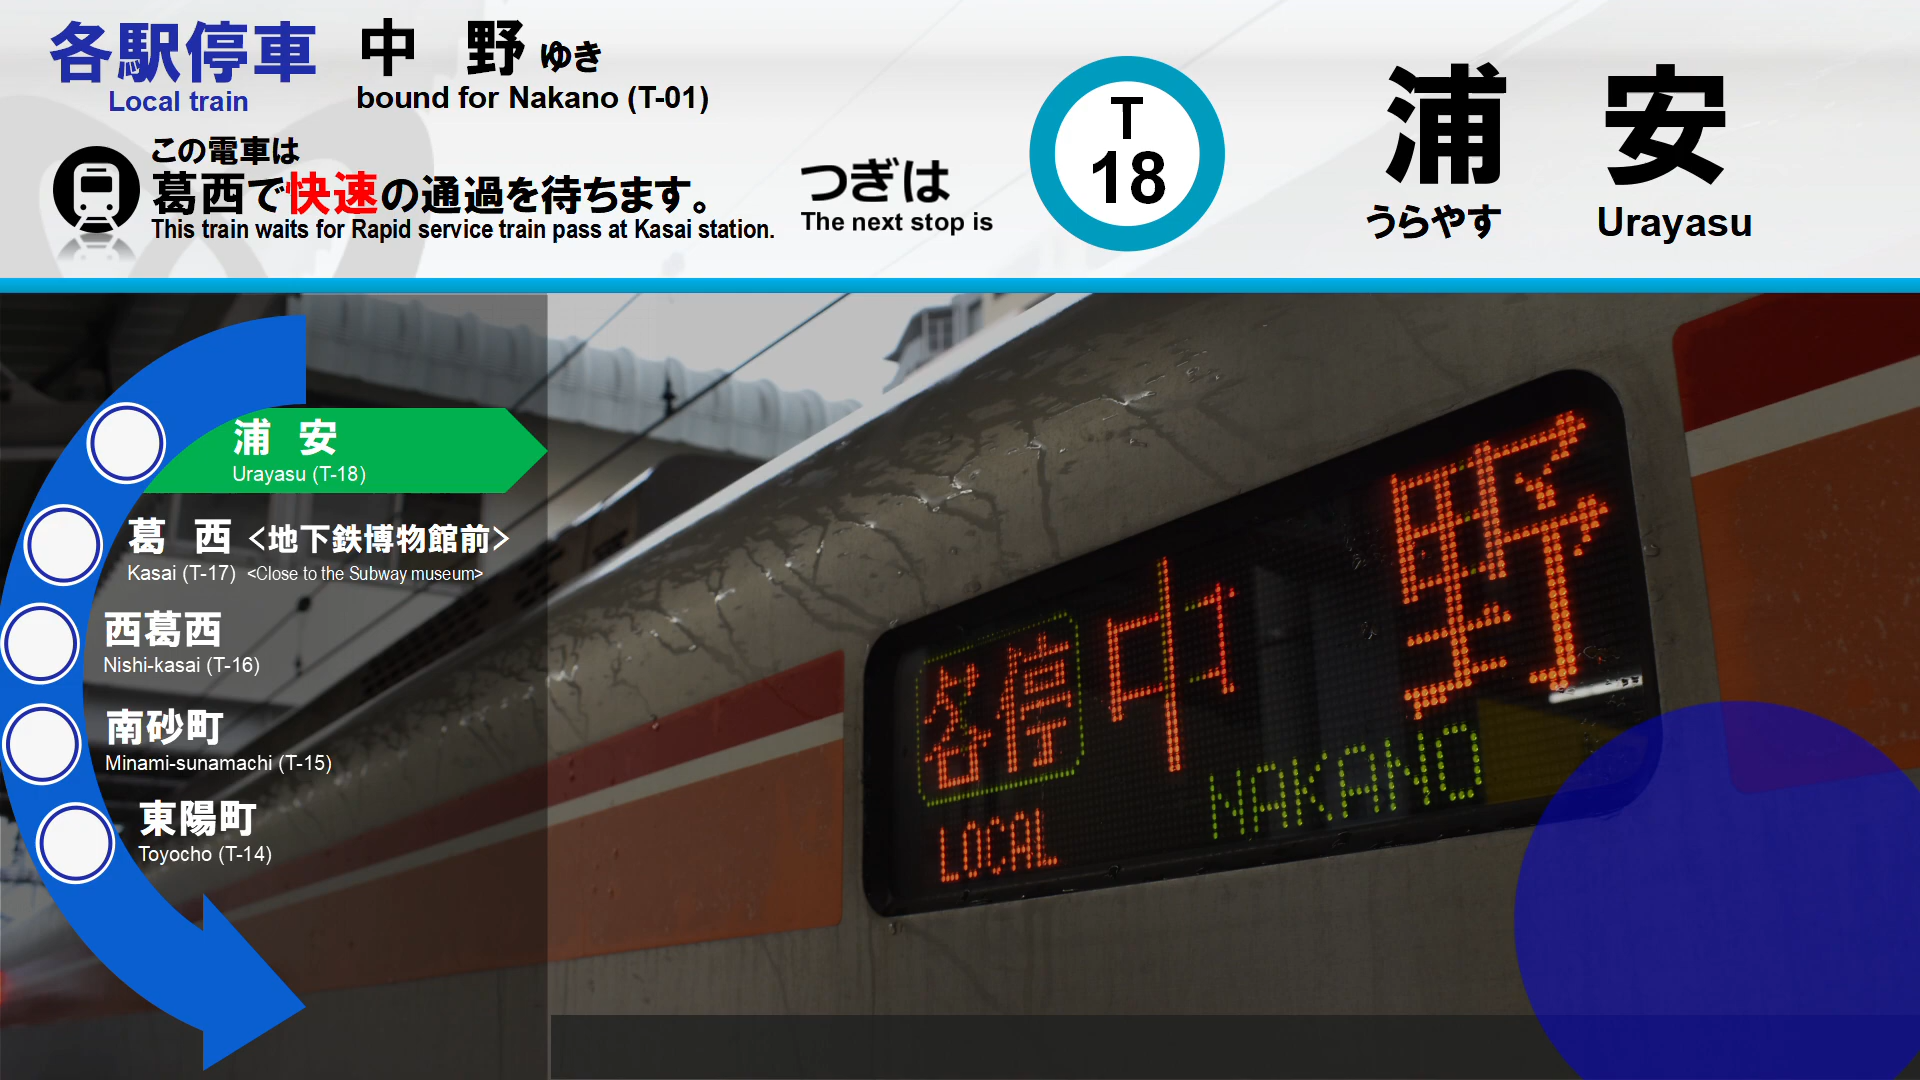 各駅停車
Local train
中 野 ゆき
bound for Nakano (T-01)
この電車は
葛西で快速の通過を待ちます。
This train waits for Rapid service train pass at Kasai station.
つぎは
The next stop is
T
18
浦 安
うらやす Urayasu
浦 安
Urayasu (T-18)
葛 西 <地下鉄博物館前>
Kasai (T-17) <Close to the Subway museum>
西葛西
Nishi-kasai (T-16)
南砂町
Minami-sunamachi (T-15)
東陽町
Toyocho (T-14)
各停 中 野
LOCAL NAKANO